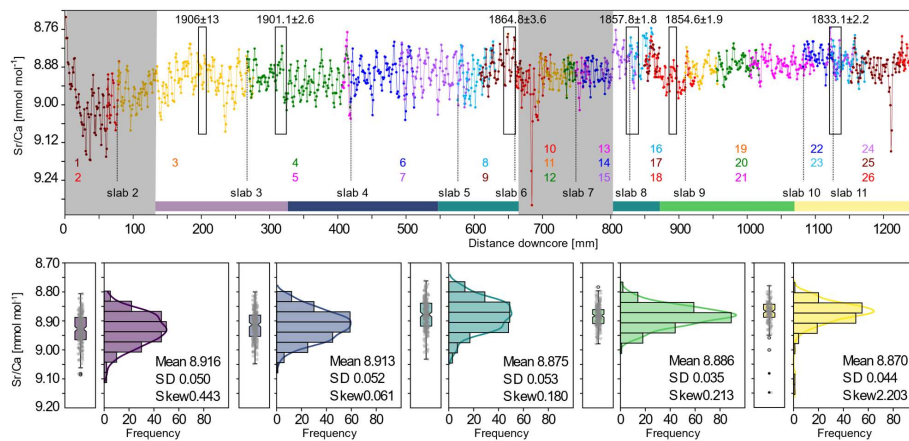 1906±13 1901.1±2.6 1864.8±3.6 1857.8±1.8 1854.6±1.9 1833.1±2.2
8.76
8.88
9.00
9.12
9.24
Sr/Ca [mmol mol⁻¹]
10 13 16 19 22 24
1 3 4 6 8 11 14 17 20 23 25
2 5 7 9 12 15 18 21 26
slab 2 slab 3 slab 4 slab 5 slab 6 slab 7 slab 8 slab 9 slab 10 slab 11
0 100 200 300 400 500 600 700 800 900 1000 1100 1200
Distance downcore [mm]
8.70
8.80
8.90
9.00
9.10
9.20
Sr/Ca [mmol mol⁻¹]
Mean 8.916
SD 0.050
Skew0.443
0 20 40 60 80
Frequency
Mean 8.913
SD 0.052
Skew0.061
0 20 40 60 80
Frequency
Mean 8.875
SD 0.053
Skew0.180
0 20 40 60 80
Frequency
Mean 8.886
SD 0.035
Skew0.213
0 20 40 60 80
Frequency
Mean 8.870
SD 0.044
Skew2.203
0 20 40 60 80
Frequency